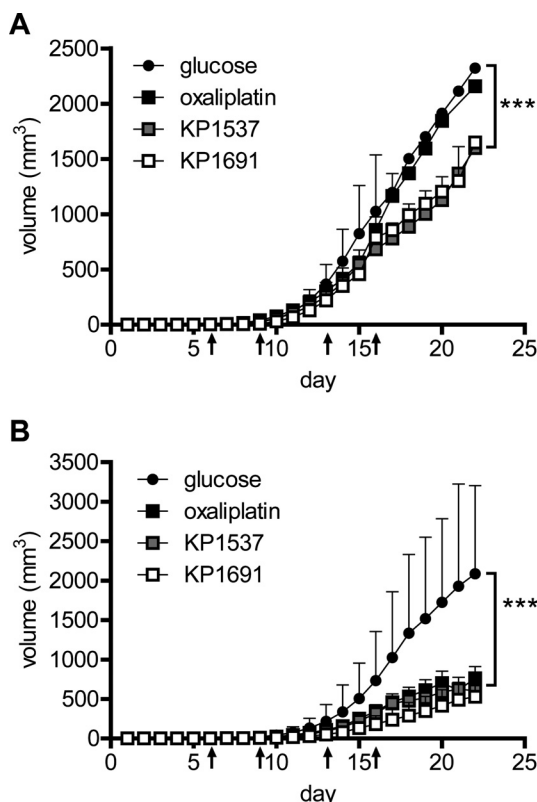 A
2500
2000
1500
1000
500
0
volume (mm³)
glucose
oxaliplatin
KP1537
KP1691
***
0 5 10 15 20 25
day
B
3500
3000
2500
2000
1500
1000
500
0
volume (mm³)
glucose
oxaliplatin
KP1537
KP1691
***
0 5 10 15 20 25
day